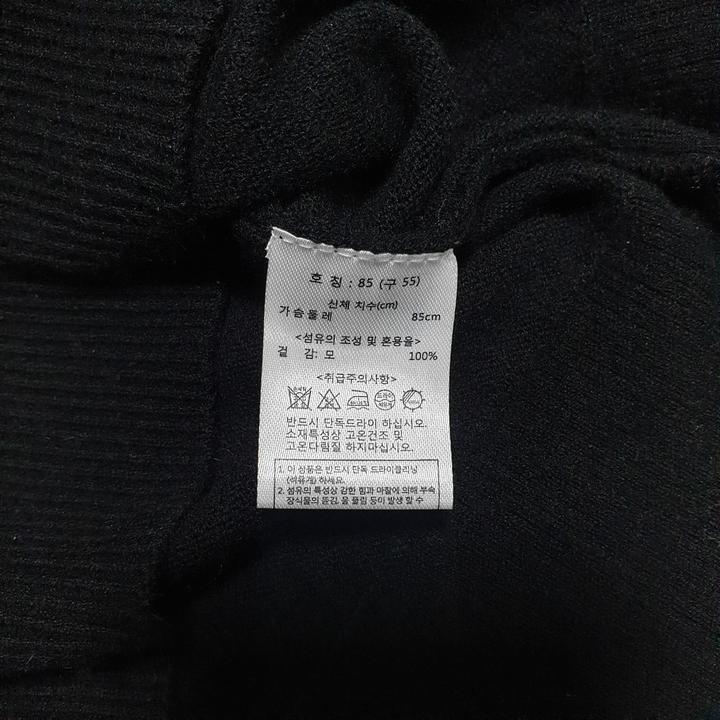 호 칭 : 85 (구 55)
신체 치수(cm)
가슴둘레 85cm
<섬유의 조성 및 혼용율>
겉 감: 모 100%
<취급주의사항>
반드시 단독드라이 하십시오.
소재특성상 고온건조 및
고온다림질 하지마십시오.
1. 이 상품은 반드시 단독 드라이클리닝
(석유계) 하세요.
2. 섬유의 특성상 강한 힘과 마찰에 의해 부속
장식물의 뜯김, 올 풀림 등이 발생 할 수